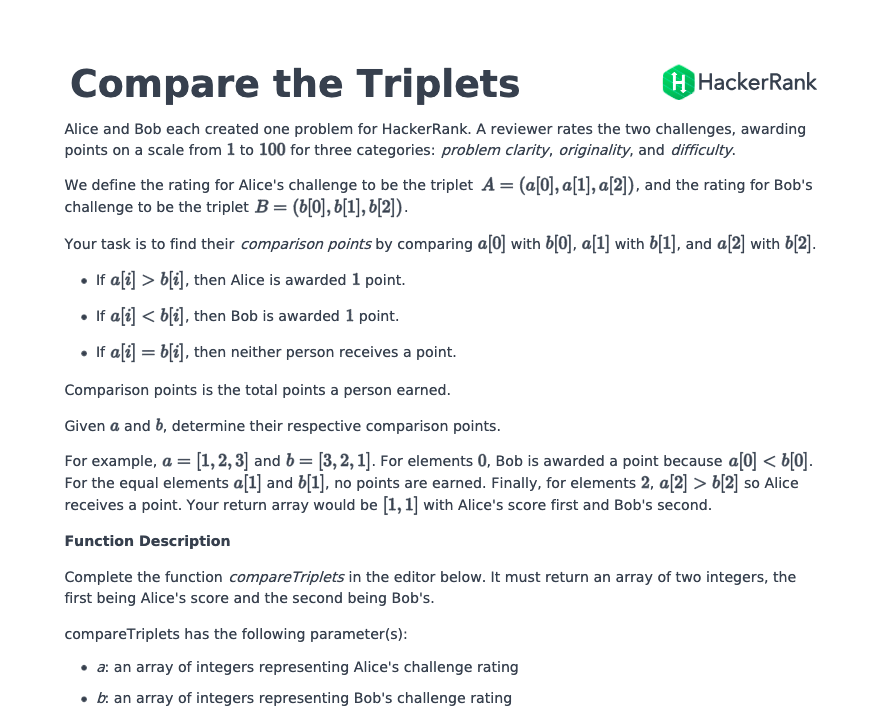 Compare the Triplets
HackerRank
Alice and Bob each created one problem for HackerRank. A reviewer rates the two challenges, awarding
points on a scale from 1 to 100 for three categories: problem clarity, originality, and difficulty.
We define the rating for Alice's challenge to be the triplet A = (a[0], a[1], a[2]), and the rating for Bob's
challenge to be the triplet B = (b[0], b[1], b[2]).
Your task is to find their comparison points by comparing a[0] with b[0], a[1] with b[1], and a[2] with b[2].
• If a[i] > b[i], then Alice is awarded 1 point.
• If a[i] < b[i], then Bob is awarded 1 point.
• If a[i] = b[i], then neither person receives a point.
Comparison points is the total points a person earned.
Given a and b, determine their respective comparison points.
For example, a = [1, 2, 3] and b = [3, 2, 1]. For elements 0, Bob is awarded a point because a[0] < b[0].
For the equal elements a[1] and b[1], no points are earned. Finally, for elements 2, a[2] > b[2] so Alice
receives a point. Your return array would be [1, 1] with Alice's score first and Bob's second.
Function Description
Complete the function compareTriplets in the editor below. It must return an array of two integers, the
first being Alice's score and the second being Bob's.
compareTriplets has the following parameter(s):
• a: an array of integers representing Alice's challenge rating
• b: an array of integers representing Bob's challenge rating